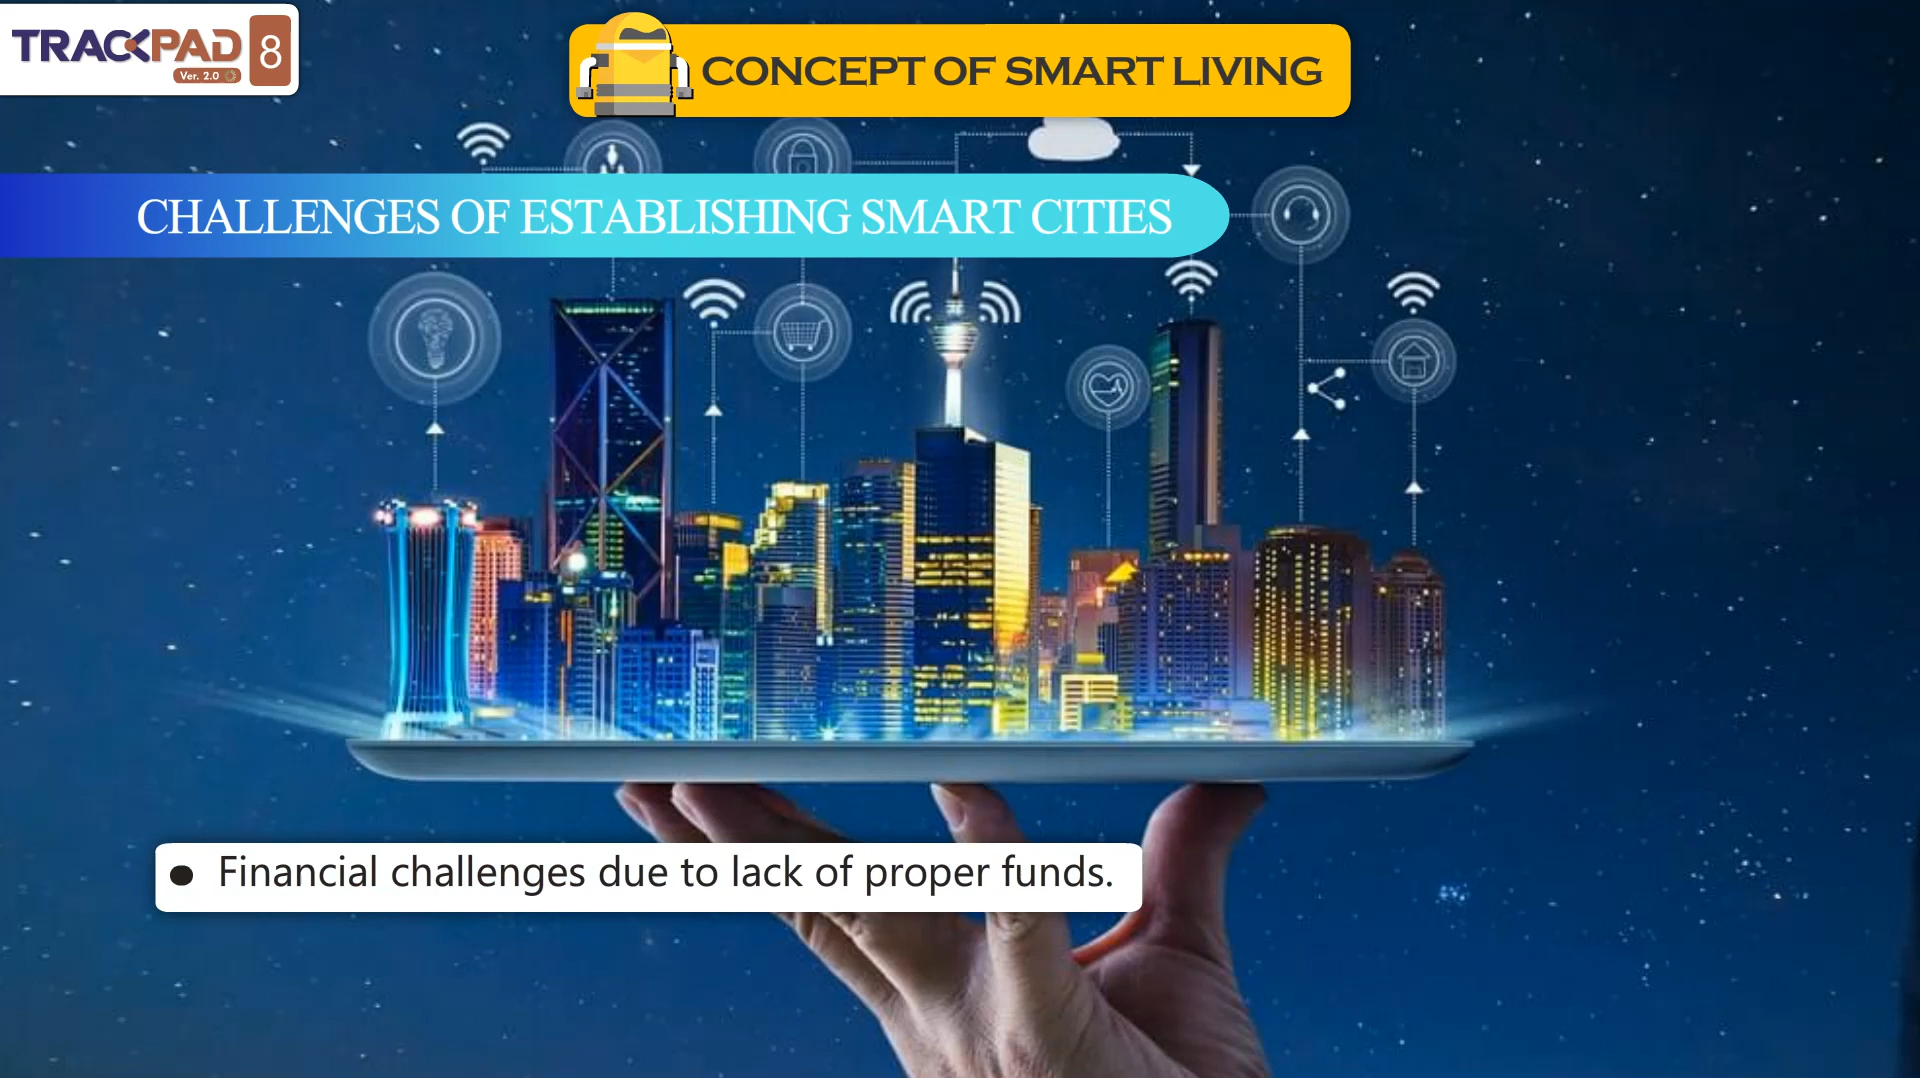 TRACKPAD
Ver. 2.0
8
CONCEPT OF SMART LIVING
CHALLENGES OF ESTABLISHING SMART CITIES
● Financial challenges due to lack of proper funds.